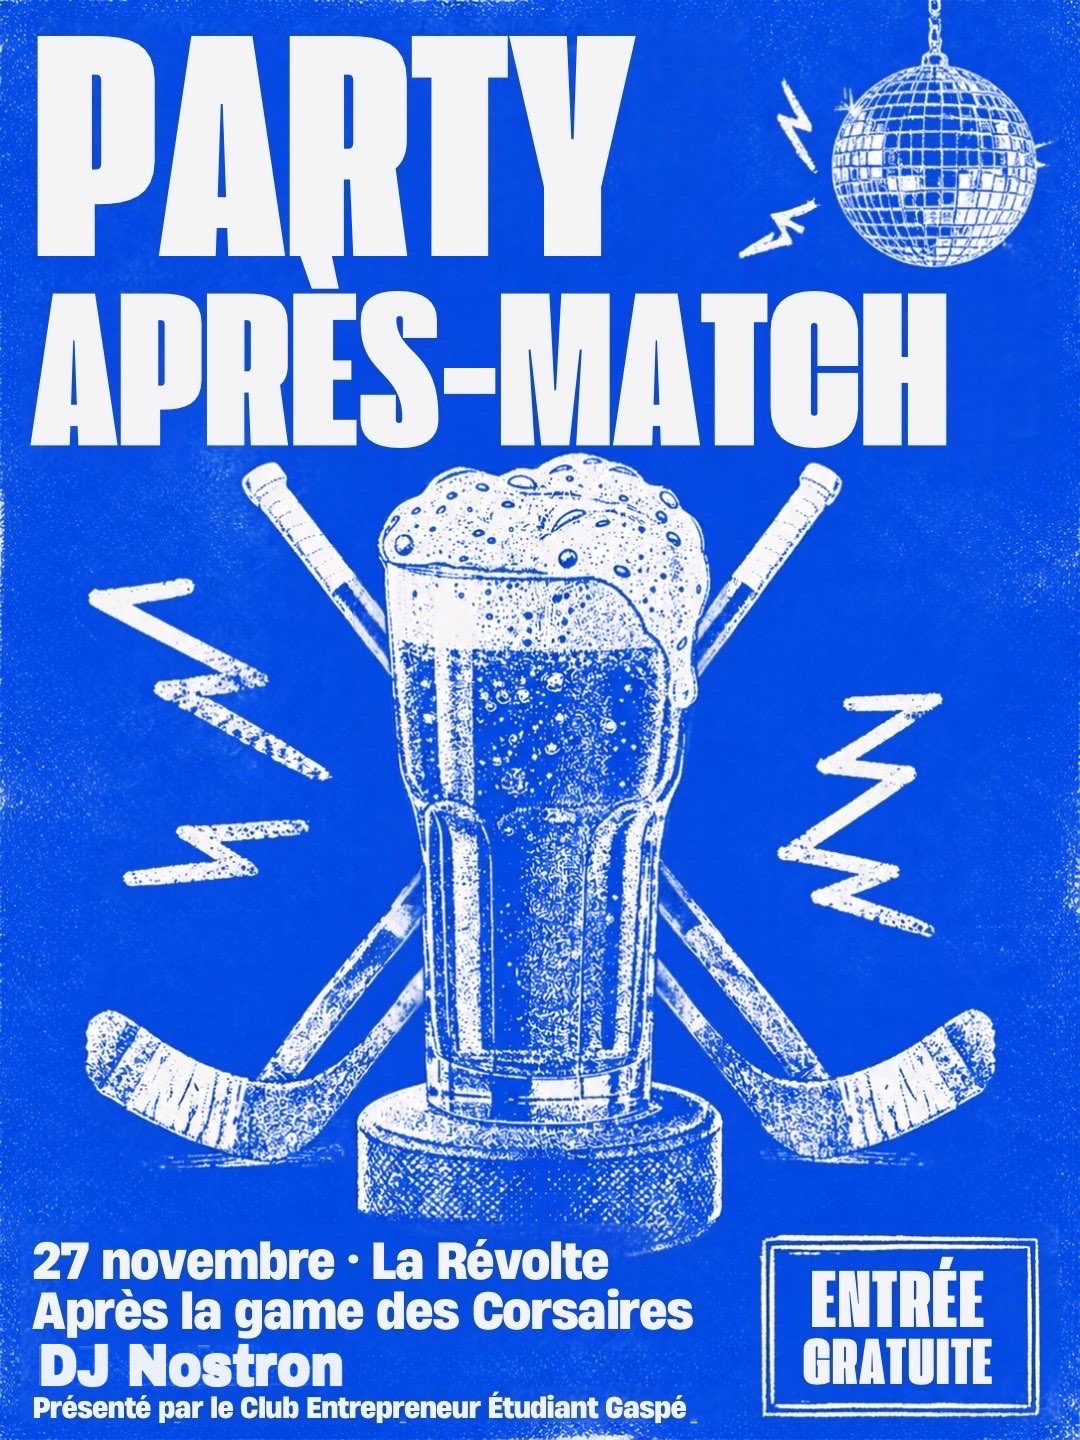 PARTY
APRÈS-MATCH
27 novembre · La Révolte
Après la game des Corsaires
DJ Nostron
Présenté par le Club Entrepreneur Étudiant Gaspé
ENTRÉE
GRATUITE